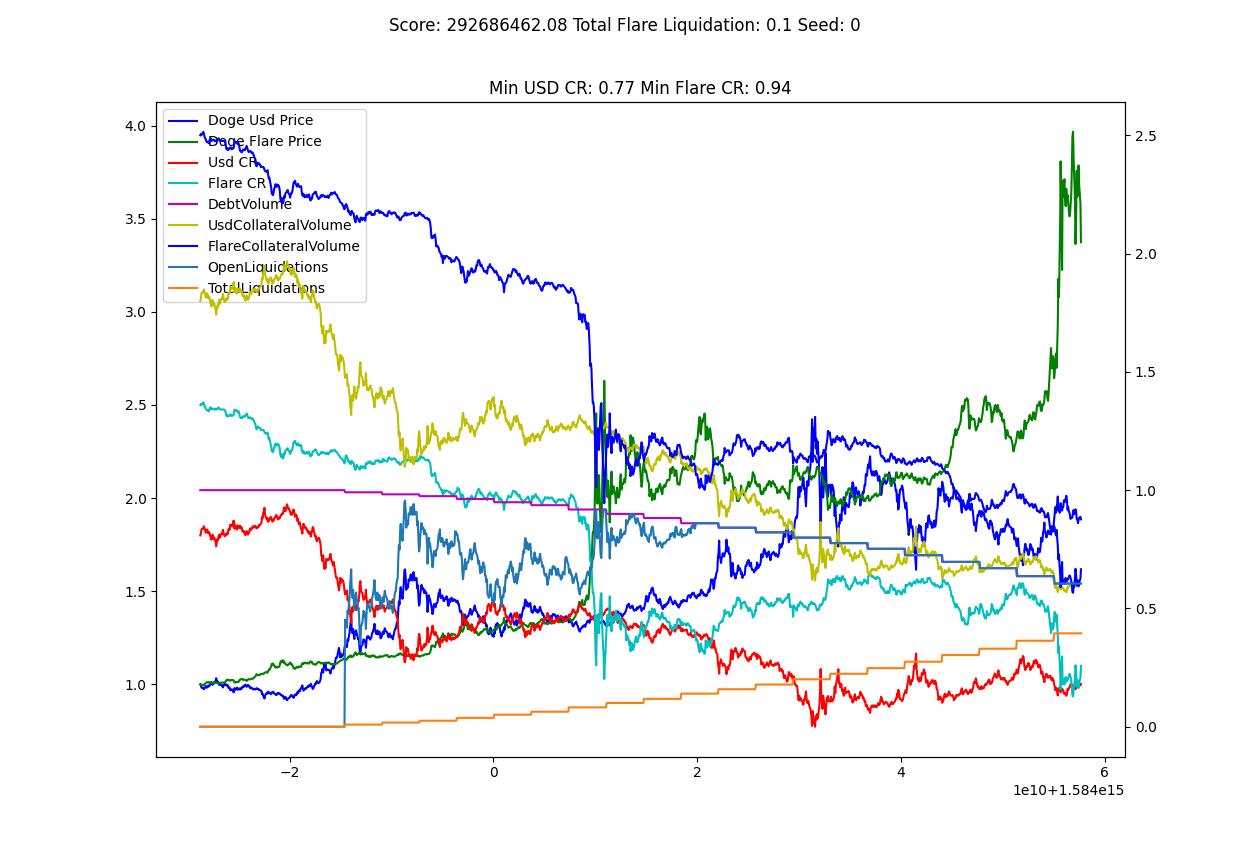 Score: 292686462.08 Total Flare Liquidation: 0.1 Seed: 0
Min USD CR: 0.77 Min Flare CR: 0.94
Doge Usd Price
Doge Flare Price
Usd CR
Flare CR
DebtVolume
UsdCollateralVolume
FlareCollateralVolume
OpenLiquidations
TotalLiquidations
4.0
3.5
3.0
2.5
2.0
1.5
1.0
2.5
2.0
1.5
1.0
0.5
0.0
−2
0
2
4
6
1e10+1.584e15